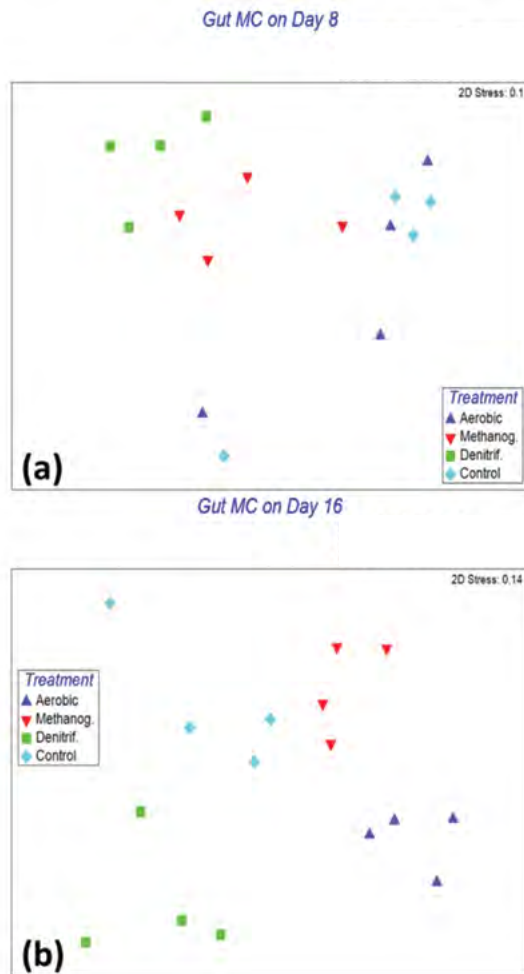 Gut MC on Day 8
2D Stress: 0.1
Treatment
Aerobic
Methanog.
Denitrif.
Control
(a)
Gut MC on Day 16
2D Stress: 0.14
Treatment
Aerobic
Methanog.
Denitrif.
Control
(b)